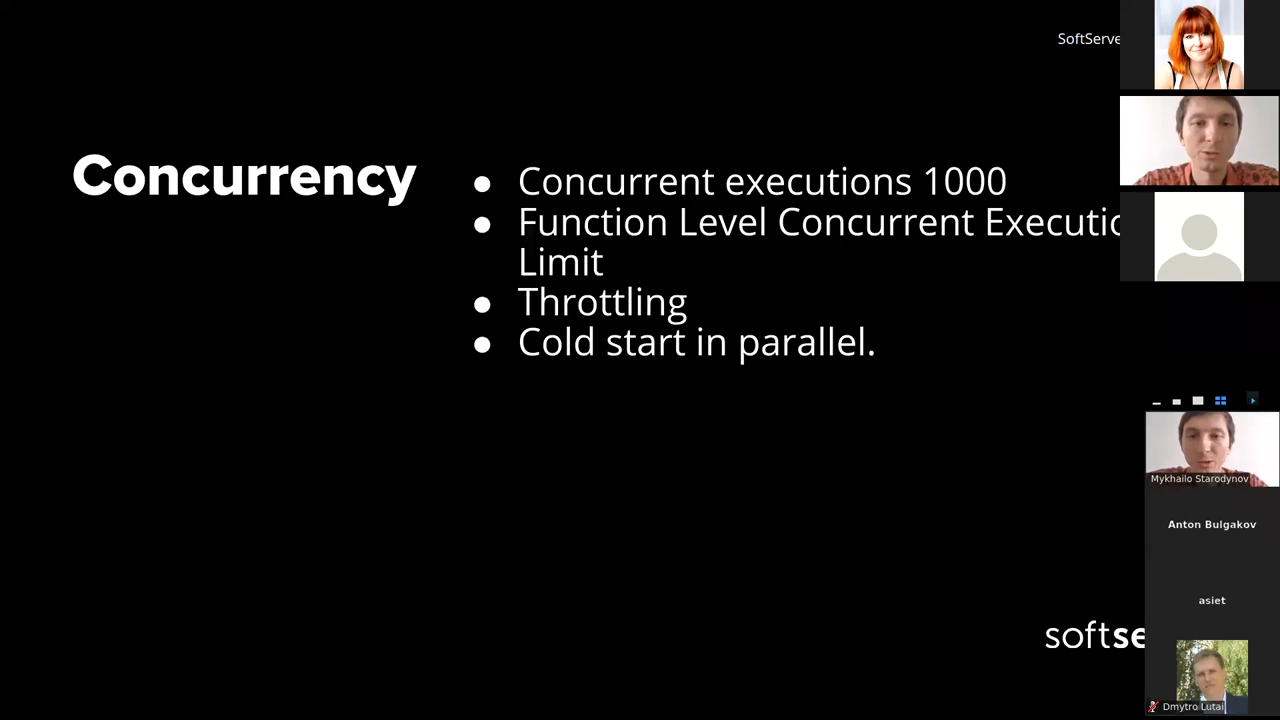 SoftServe
Concurrency
● Concurrent executions 1000
● Function Level Concurrent Executio
Limit
● Throttling
● Cold start in parallel.
Mykhailo Starodynov
Anton Bulgakov
asiet
softse
Dmytro Lutai